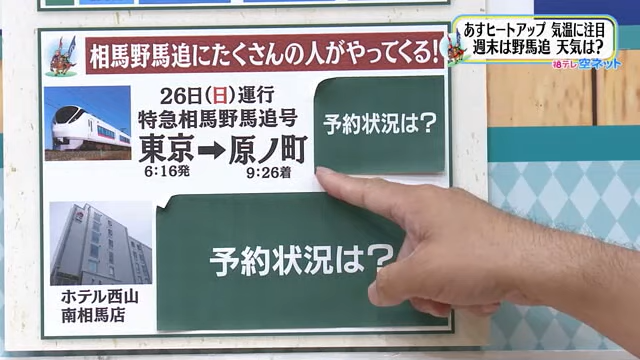 あすヒートアップ 気温に注目
週末は野馬追 天気は?
福テレ空ネット
相馬野馬追にたくさんの人がやってくる!
26日(日)運行
特急相馬野馬追号
東京➡原ノ町
6:16発 9:26着
予約状況は?
予約状況は?
ホテル西山
南相馬店